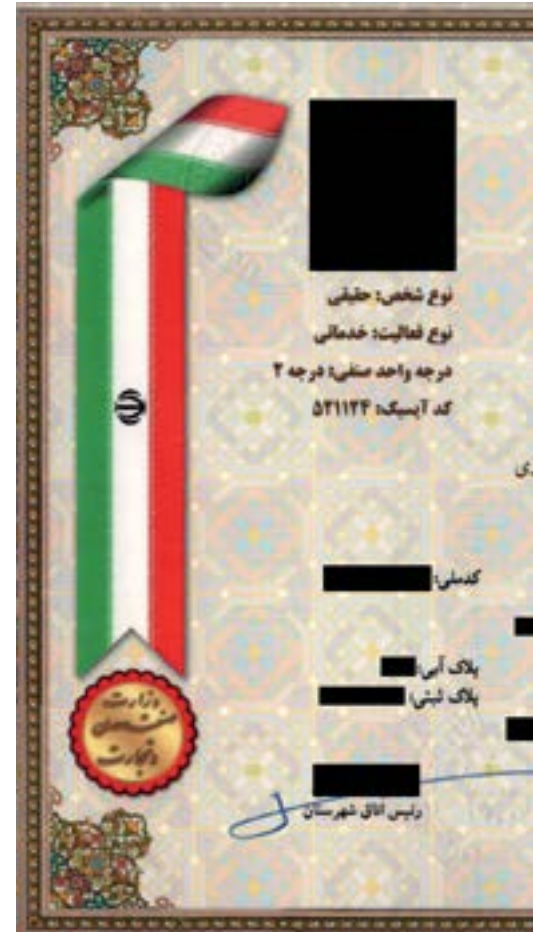 نوع شخص: حقیقی
نوع فعالیت: خدماتی
درجه واحد صنفی: درجه ۲
کد آیسیک: ۵۲۱۱۲۴
کدملی:
پلاک آبی:
پلاک ثبتی:
وزارت
صنعت، معدن
و تجارت
رئیس اتاق شهرستان